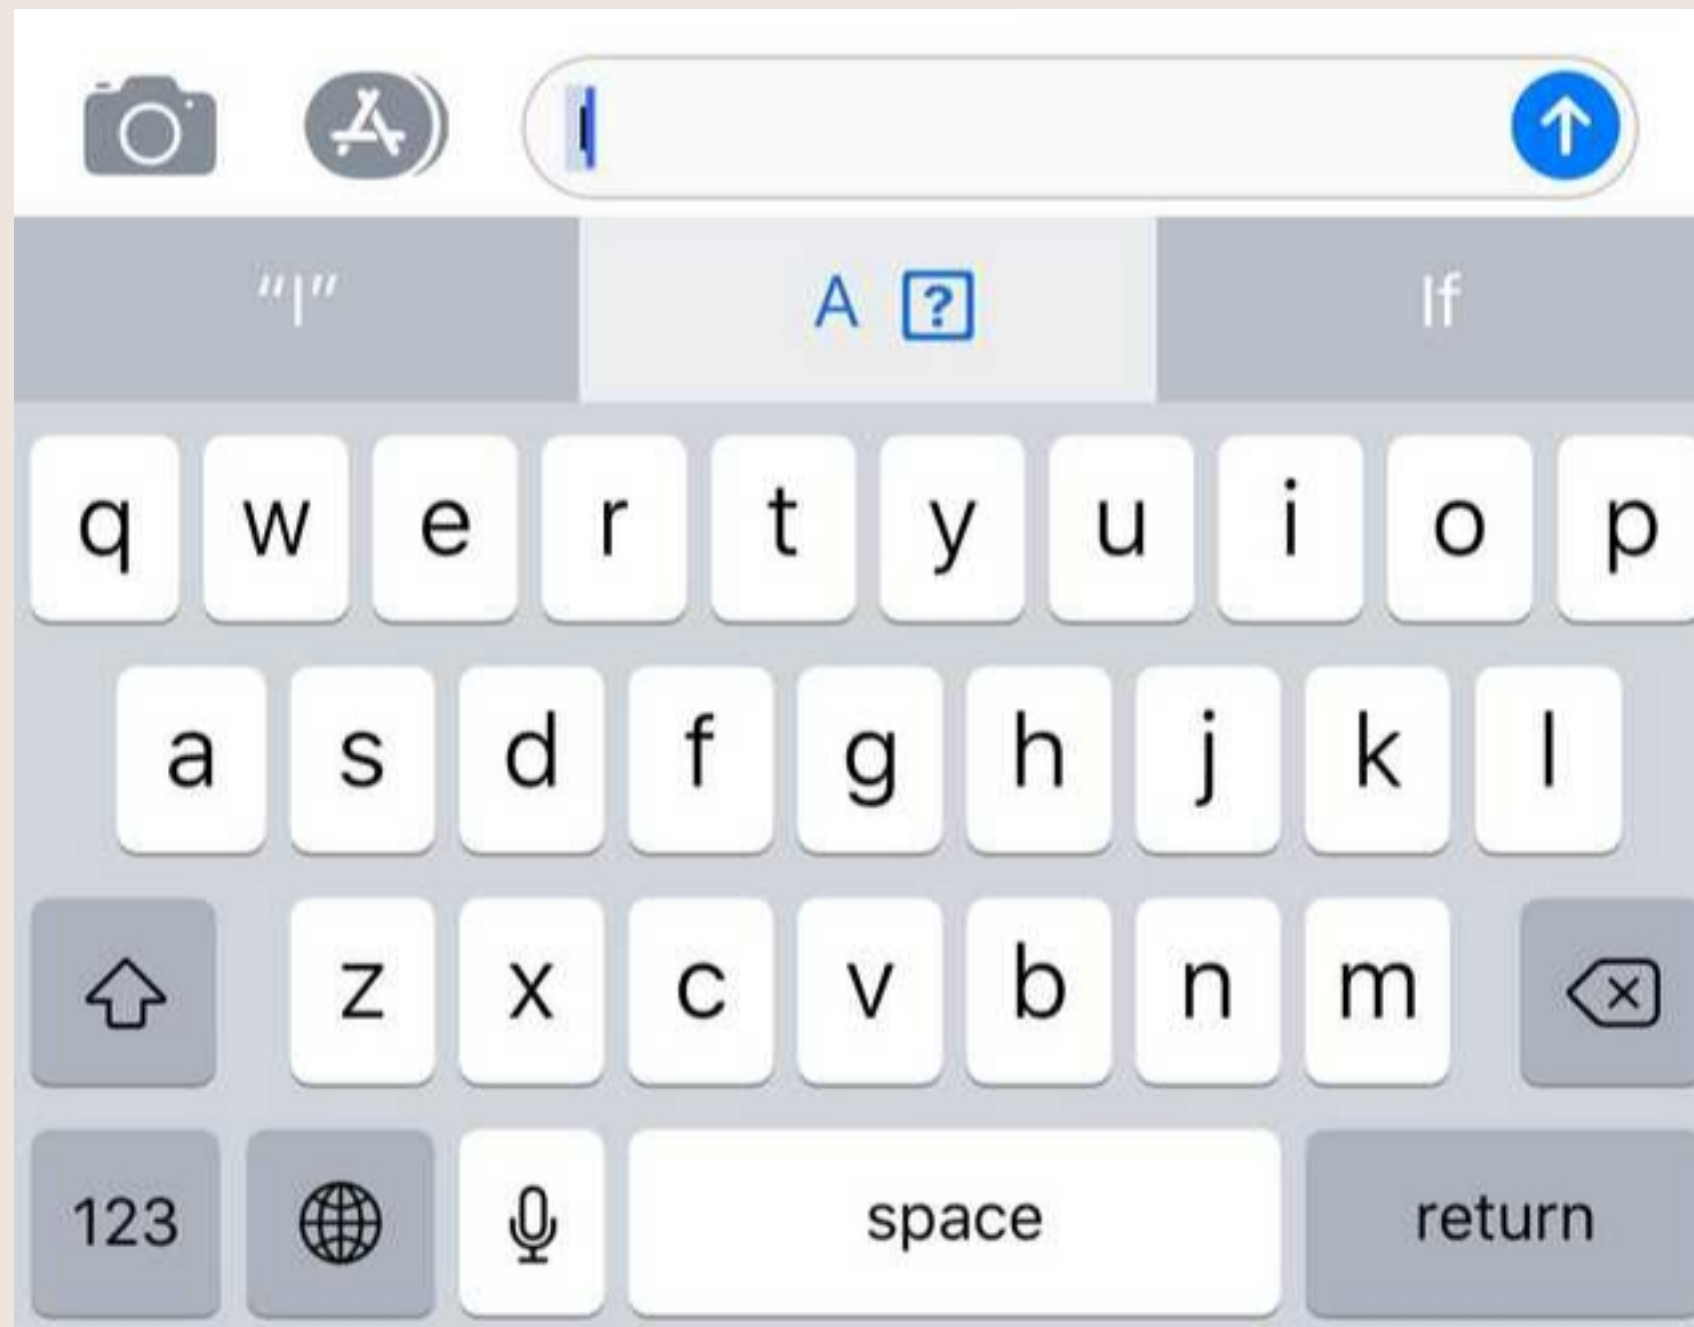 I
“I” A ⍰ If
q w e r t y u i o p
a s d f g h j k l
z x c v b n m
123 space return